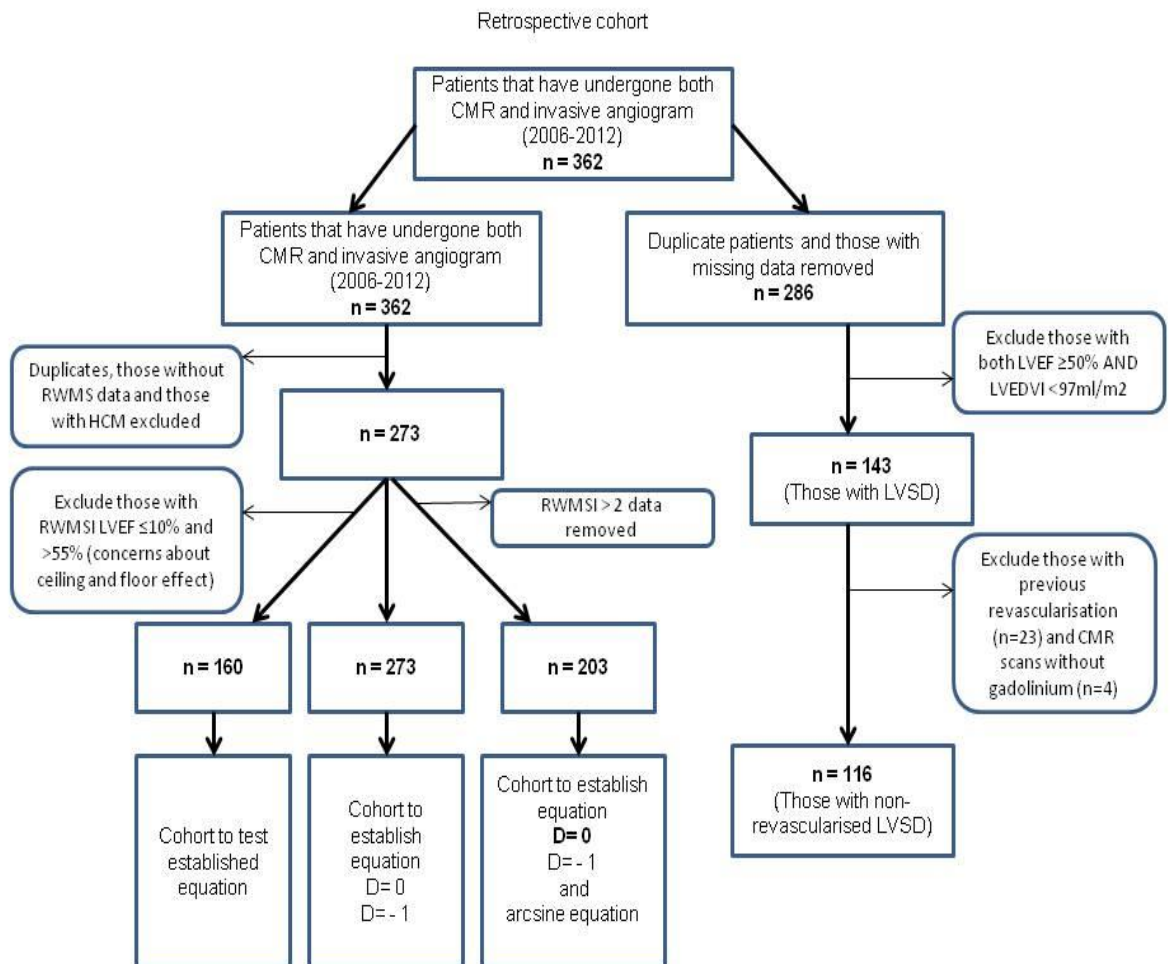 Retrospective cohort
Patients that have undergone both
CMR and invasive angiogram
(2006-2012)
n = 362
Patients that have undergone both
CMR and invasive angiogram
(2006-2012)
n = 362
Duplicate patients and those with
missing data removed
n = 286
Duplicates, those without
RWMS data and those
with HCM excluded
Exclude those with
both LVEF ≥50% AND
LVEDVI <97ml/m2
n = 273
n = 143
(Those with LVSD)
Exclude those with
RWMSI LVEF ≤10% and
>55% (concerns about
ceiling and floor effect)
RWMSI > 2 data
removed
Exclude those with
previous
revascularisation
(n=23) and CMR
scans without
gadolinium (n=4)
n = 160
n = 273
n = 203
n = 116
(Those with non-
revascularised LVSD)
Cohort to test
established
equation
Cohort to
establish
equation
D= 0
D= - 1
Cohort to establish
equation
D= 0
D= - 1
and
arcsine equation